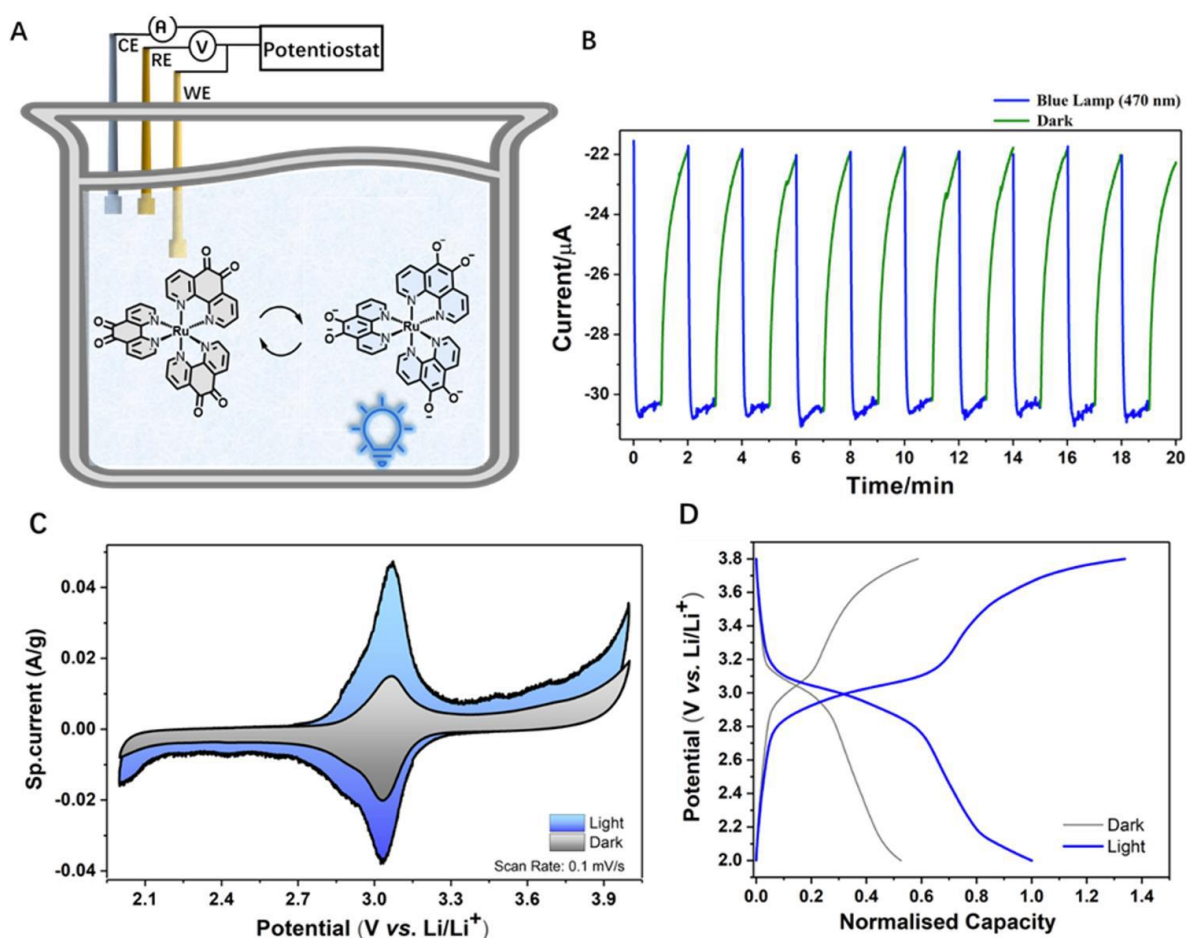 A
A
CE
RE
V
WE
Potentiostat
O
O
O
O
O
O
N
N
N
N
N
N
Ru
O⁻
O⁻
⁻O
⁻O
O⁻
O⁻
N
N
N
N
N
N
Ru
B
Blue Lamp (470 nm)
Dark
Current/µA
-22
-24
-26
-28
-30
0 2 4 6 8 10 12 14 16 18 20
Time/min
C
Sp.current (A/g)
0.04
0.02
0.00
-0.02
-0.04
Light
Dark
Scan Rate: 0.1 mV/s
2.1 2.4 2.7 3.0 3.3 3.6 3.9
Potential (V vs. Li/Li⁺)
D
Potential (V vs. Li/Li⁺)
3.8
3.6
3.4
3.2
3.0
2.8
2.6
2.4
2.2
2.0
Dark
Light
0.0 0.2 0.4 0.6 0.8 1.0 1.2 1.4
Normalised Capacity